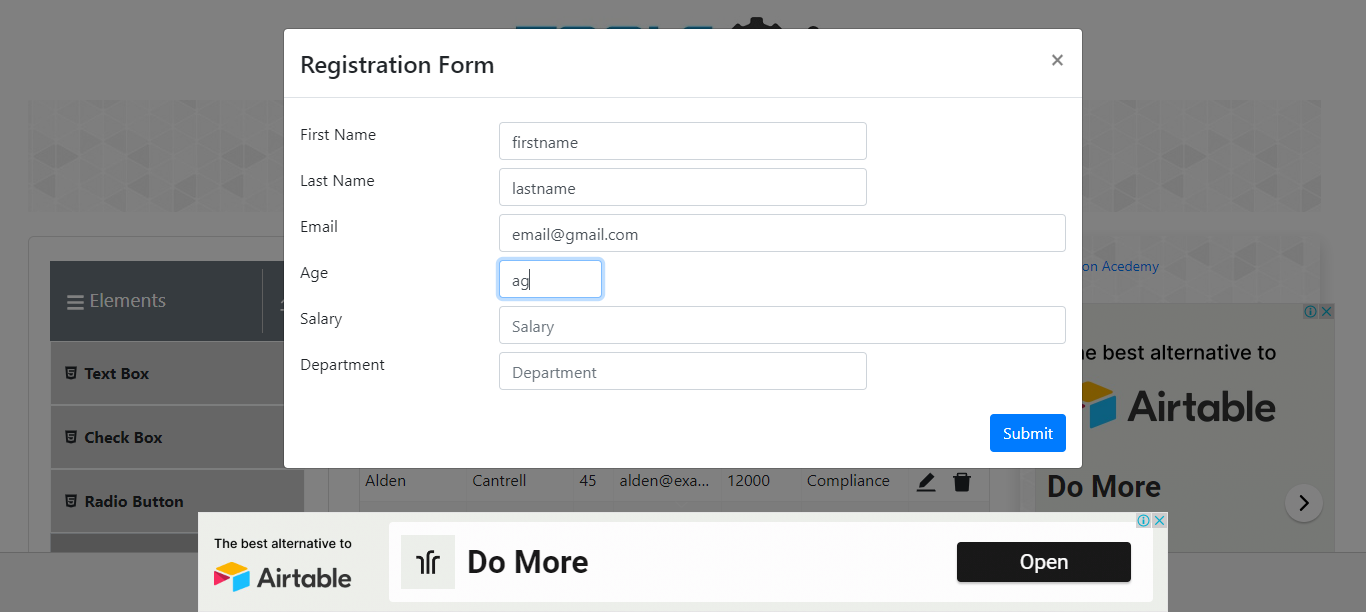 Registration Form
×
First Name
firstname
Last Name
lastname
Email
email@gmail.com
Age
ag
Salary
Salary
Department
Department
Submit
Elements
Text Box
Check Box
Radio Button
on Acedemy
e best alternative to
Airtable
Do More
Alden Cantrell 45 alden@exa... 12000 Compliance
The best alternative to
Airtable
Do More
Open